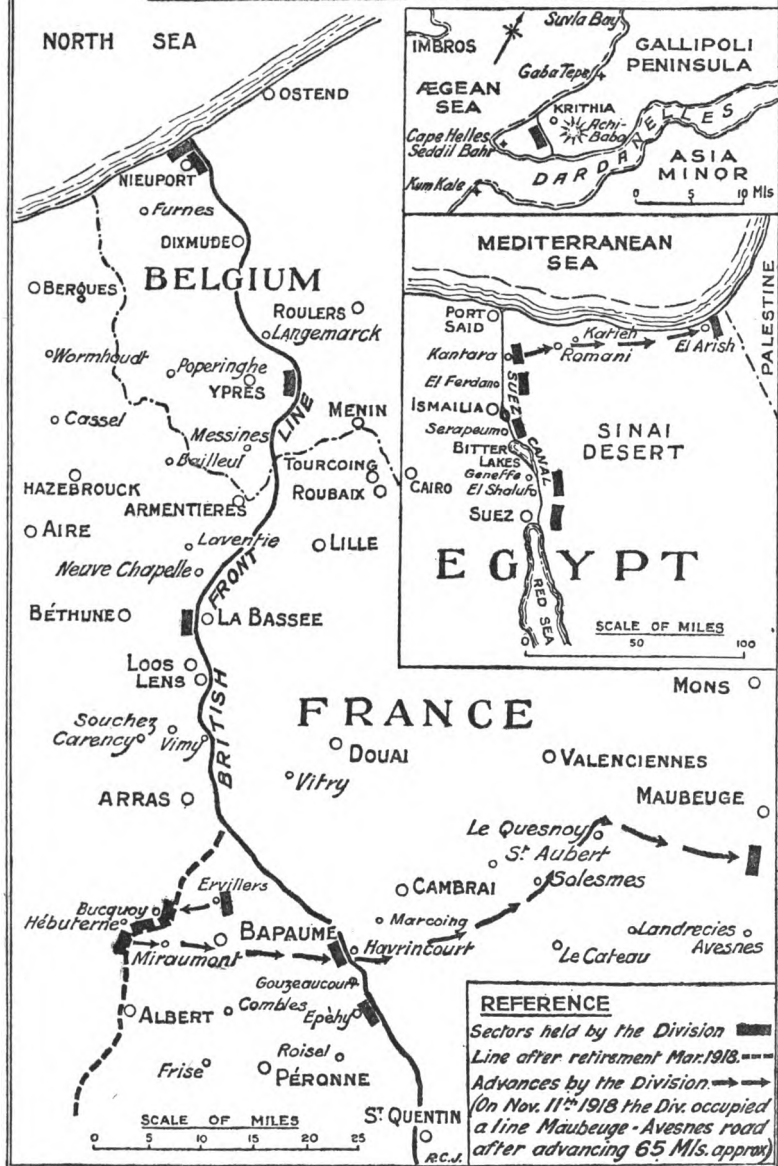 NORTH SEA
OSTEND
NIEUPORT
Furnes
DIXMUDE
BELGIUM
BERGUES
ROULERS
Langemarck
Wormhoudt
Poperinghe
YPRES
LINE
MENIN
Cassel
Messines
Bailleul
TOURCOING
HAZEBROUCK
ROUBAIX
ARMENTIÈRES
AIRE
Laventie
LILLE
Neuve Chapelle
FRONT
BÉTHUNE
LA BASSEE
LOOS
LENS
BRITISH
FRANCE
MONS
Souchez
Carency
Vimy
DOUAI
VALENCIENNES
Vitry
MAUBEUGE
ARRAS
Le Quesnoy
St Aubert
Solesmes
Ervillers
CAMBRAI
Bucquoy
Hébuterne
Marcoing
BAPAUME
Landrecies
Avesnes
Miraumont
Havrincourt
Le Cateau
Gouzeaucourt
ALBERT
Combles
Epéhy
Roisel
Frise
PÉRONNE
SCALE OF MILES
0 5 10 15 20 25
ST QUENTIN
R.C.J.
Suvla Bay
IMBROS
GALLIPOLI
PENINSULA
Gaba Tepe
ÆGEAN
SEA
KRITHIA
Achi-
Baba
Cape Helles
Seddil Bahr
DARDANELLES
ASIA
MINOR
Kum Kale
0 5 10 Mls
MEDITERRANEAN
SEA
PORT
SAID
PALESTINE
Katieh
Kantara
Romani
El Arish
El Ferdan
SUEZ CANAL
ISMAILIA
Serapeum
SINAI
DESERT
BITTER
LAKES
Geneffe
CAIRO
El Shaluf
SUEZ
EGYPT
RED SEA
SCALE OF MILES
0 50 100
REFERENCE
Sectors held by the Division
Line after retirement Mar.1918.
Advances by the Division
(On Nov. 11th 1918 the Div. occupied
a line Maubeuge-Avesnes road
after advancing 65 Mls. approx)